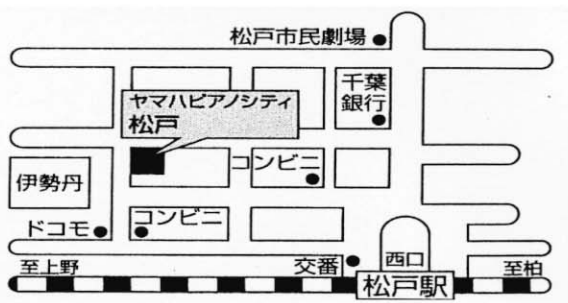 松戸市民劇場
千葉
銀行
ヤマハピアノシティ
松戸
コンビニ
伊勢丹
ドコモ
コンビニ
至上野
交番
西口
至柏
松戸駅